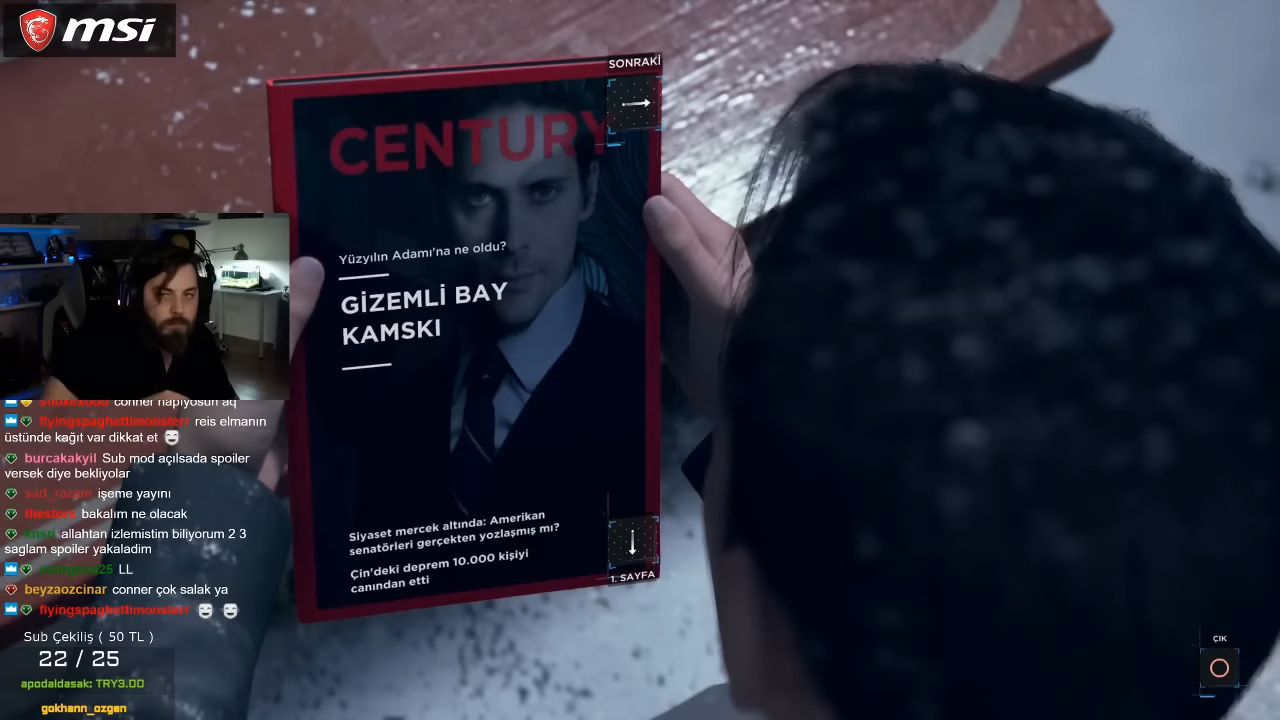 msi
SONRAKİ
CENTURY
Yüzyılın Adamı'na ne oldu?
GİZEMLİ BAY
KAMSKI
Siyaset mercek altında: Amerikan
senatörleri gerçekten yozlaşmış mı?
Çin'deki deprem 10.000 kişiyi
canından etti
1. SAYFA
ÇIK
conner napıyosun aq
flyingspaghettimonsterr reis elmanın
üstünde kağıt var dikkat et
burcakakyil Sub mod açılsada spoiler
versek diye bekliyolar
sad_razam işeme yayını
thestors bakalım ne olacak
allahtan izlemistim biliyorum 2 3
saglam spoiler yakaladim
LL
beyzaozcinar conner çok salak ya
flyingspaghettimonsterr
Sub Çekiliş ( 50 TL )
22 / 25
apodaldasak: TRY3.00
gokhann_ozgen